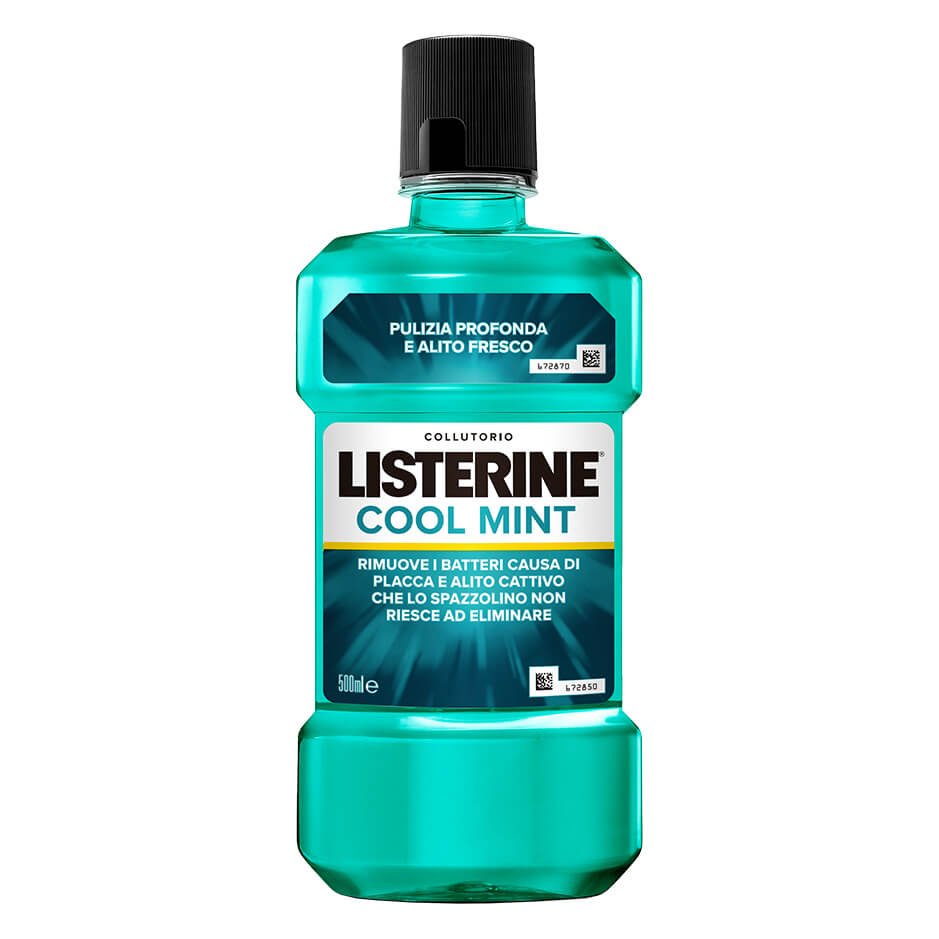 PULIZIA PROFONDA
E ALITO FRESCO
672870
COLLUTORIO
LISTERINE®
COOL MINT
RIMUOVE I BATTERI CAUSA DI
PLACCA E ALITO CATTIVO
CHE LO SPAZZOLINO NON
RIESCE AD ELIMINARE
500ml e
672850